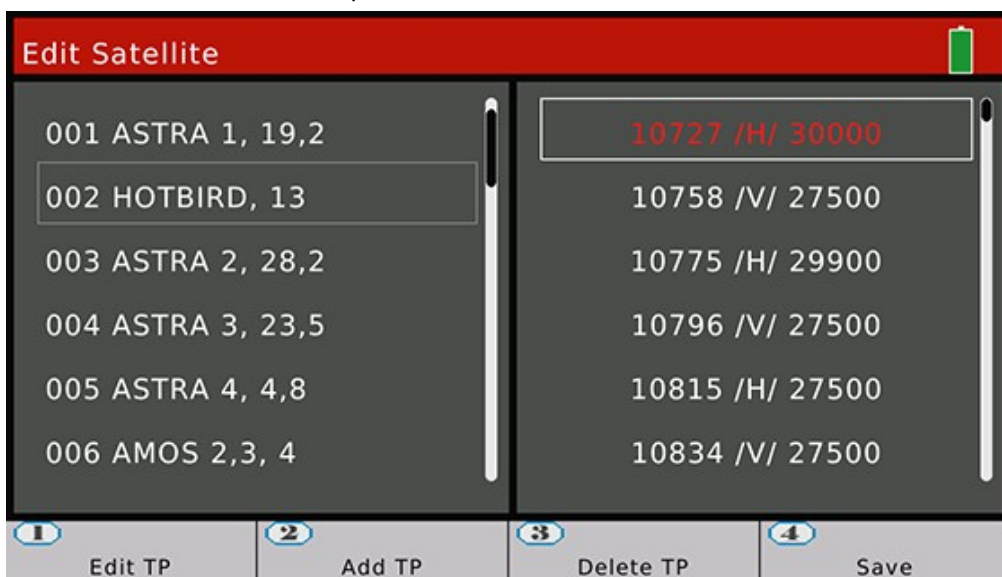 Edit Satellite
001 ASTRA 1, 19,2
002 HOTBIRD, 13
003 ASTRA 2, 28,2
004 ASTRA 3, 23,5
005 ASTRA 4, 4,8
006 AMOS 2,3, 4
10727 /H/ 30000
10758 /V/ 27500
10775 /H/ 29900
10796 /V/ 27500
10815 /H/ 27500
10834 /V/ 27500
1 Edit TP
2 Add TP
3 Delete TP
4 Save